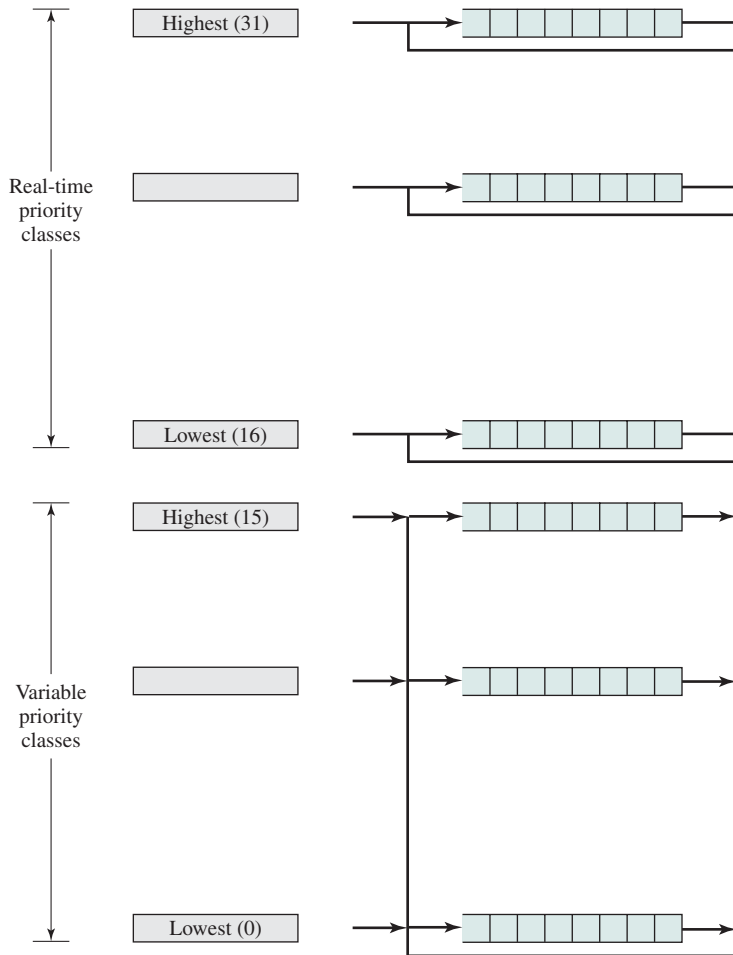 Highest (31)
Real-time
priority
classes
Lowest (16)
Highest (15)
Variable
priority
classes
Lowest (0)